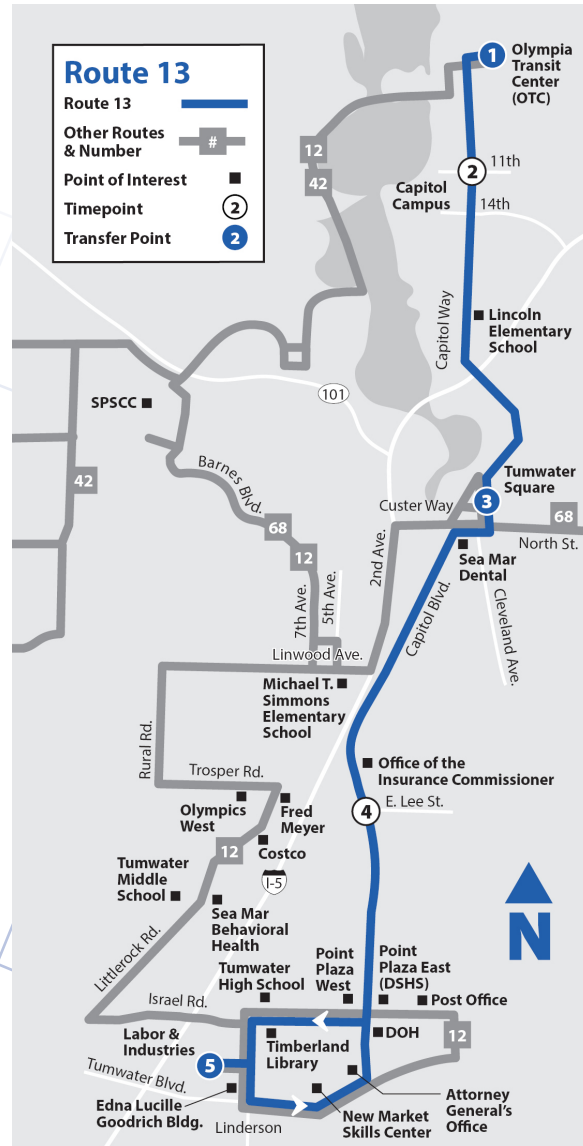 Route 13
Route 13
Other Routes
& Number
#
Point of Interest
Timepoint
2
Transfer Point
2
1
Olympia
Transit
Center
(OTC)
12
42
2
11th
Capitol
Campus
14th
Capitol Way
Lincoln
Elementary
School
101
SPSCC
42
Barnes Blvd.
68
12
Tumwater
Square
3
Custer Way
68
North St.
Sea Mar
Dental
2nd Ave.
Capitol Blvd.
Cleveland Ave.
7th Ave.
5th Ave.
Linwood Ave.
Michael T.
Simmons
Elementary
School
Rural Rd.
Trosper Rd.
Office of the
Insurance Commissioner
4
E. Lee St.
Olympics
West
Fred
Meyer
12
Costco
I-5
Tumwater
Middle
School
Sea Mar
Behavioral
Health
Littlerock Rd.
N
Tumwater
High School
Point
Plaza
West
Point
Plaza East
(DSHS)
Post Office
Israel Rd.
Labor &
Industries
Timberland
Library
DOH
12
5
Tumwater Blvd.
Edna Lucille
Goodrich Bldg.
Linderson
New Market
Skills Center
Attorney
General's
Office